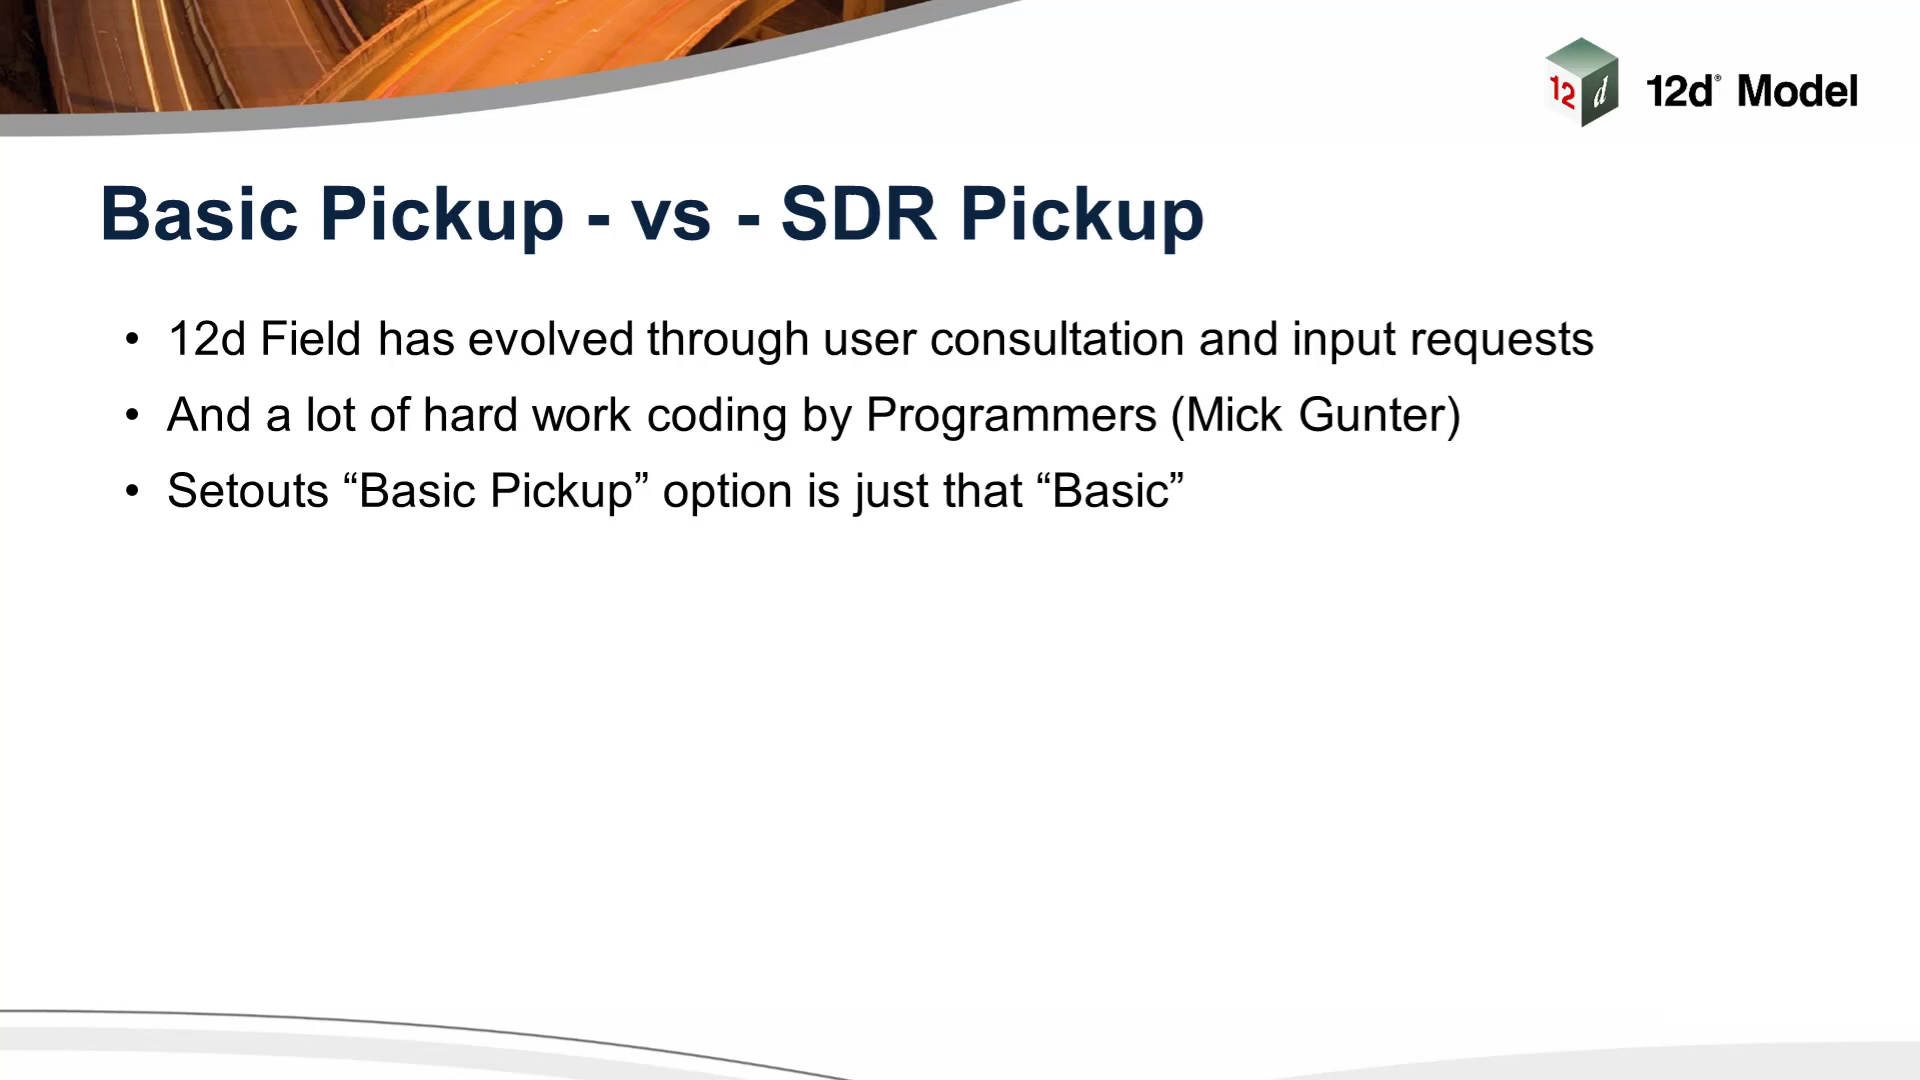 12d 12d® Model
Basic Pickup - vs - SDR Pickup
• 12d Field has evolved through user consultation and input requests
• And a lot of hard work coding by Programmers (Mick Gunter)
• Setouts “Basic Pickup” option is just that “Basic”